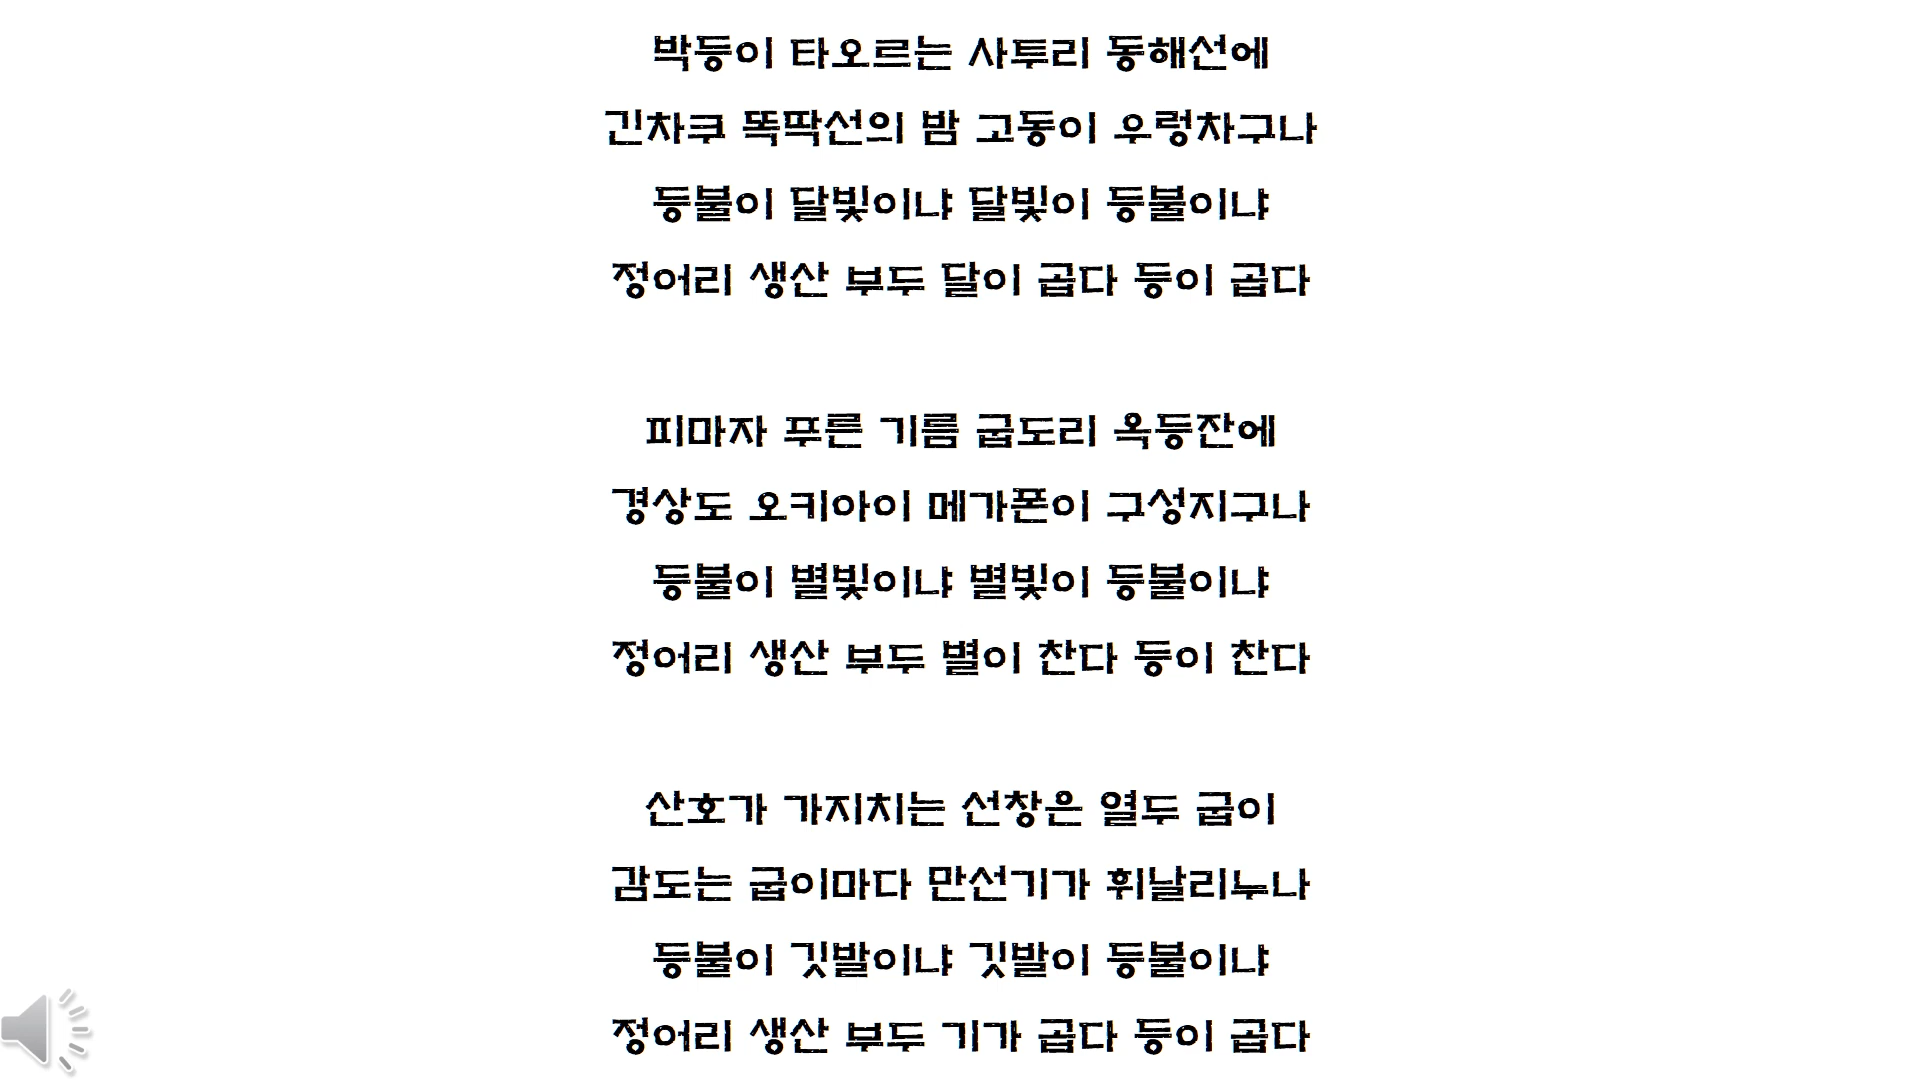 박등이 타오르는 사투리 동해선에
긴차쿠 똑딱선의 밤 고동이 우렁차구나
등불이 달빛이냐 달빛이 등불이냐
정어리 생산 부두 달이 곱다 등이 곱다
피마자 푸른 기름 굽도리 옥등잔에
경상도 오키아이 메가폰이 구성지구나
등불이 별빛이냐 별빛이 등불이냐
정어리 생산 부두 별이 찬다 등이 찬다
산호가 가지치는 선창은 열두 굽이
감도는 굽이마다 만선기가 휘날리누나
등불이 깃발이냐 깃발이 등불이냐
정어리 생산 부두 기가 곱다 등이 곱다